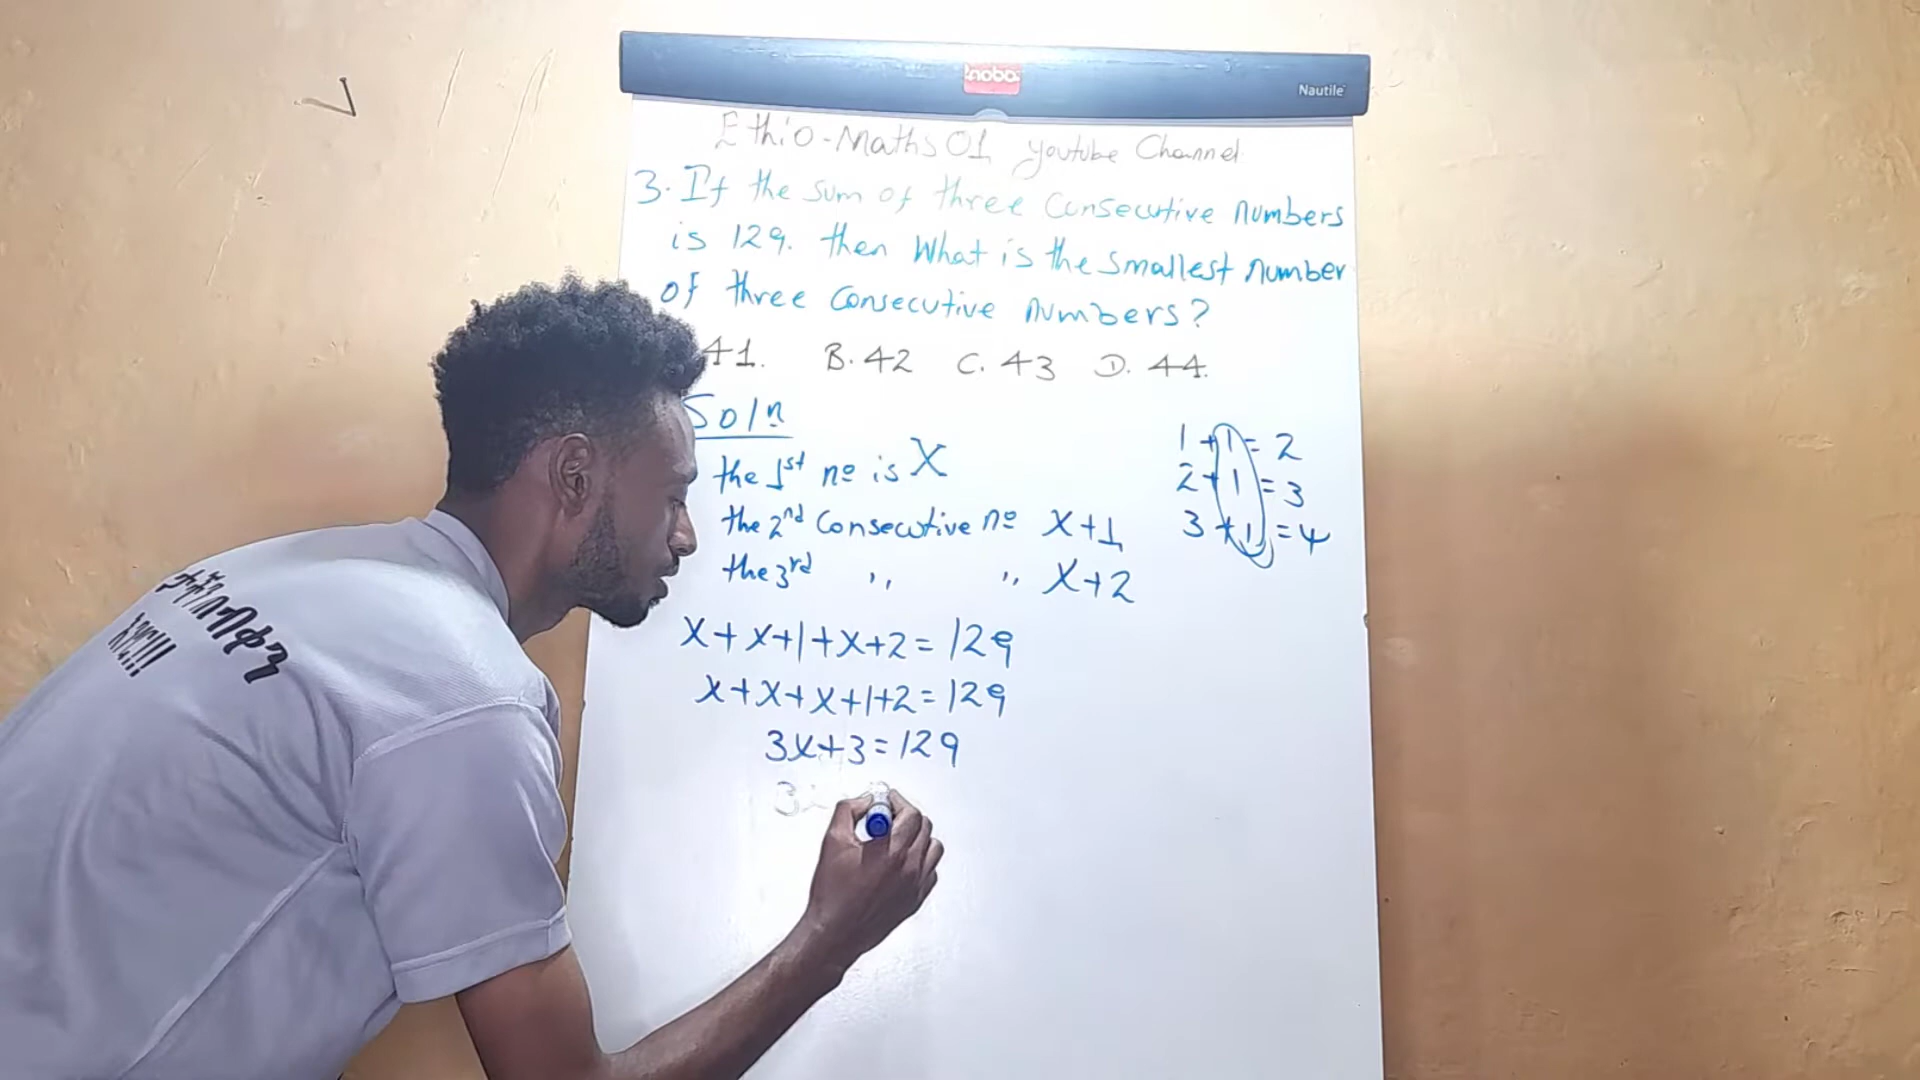 nobo
Nautile
Ethio-Maths01 youtube Channel
3. If the sum of three Consecutive numbers
is 129. then What is the smallest number
of three Consecutive numbers?
41. B. 42 C. 43 D. 44.
Soln
the 1st no is X
the 2nd Consecutive no X+1
the 3rd ,, ,, X+2
1+1=2
2+1=3
3+1=4
X+X+1+X+2=129
X+X+X+1+2=129
3X+3=129
እግዚ!!!